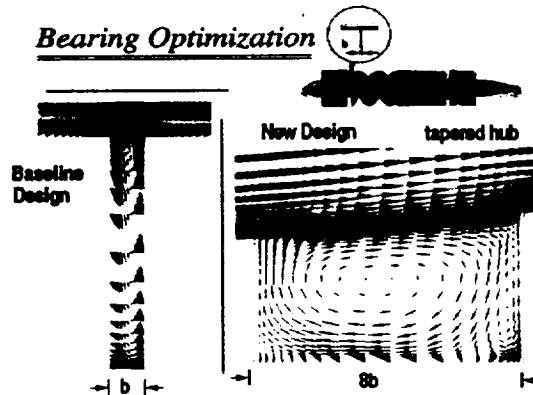 Bearing Optimization
New Design tapered hub
Baseline
Design
b
8b